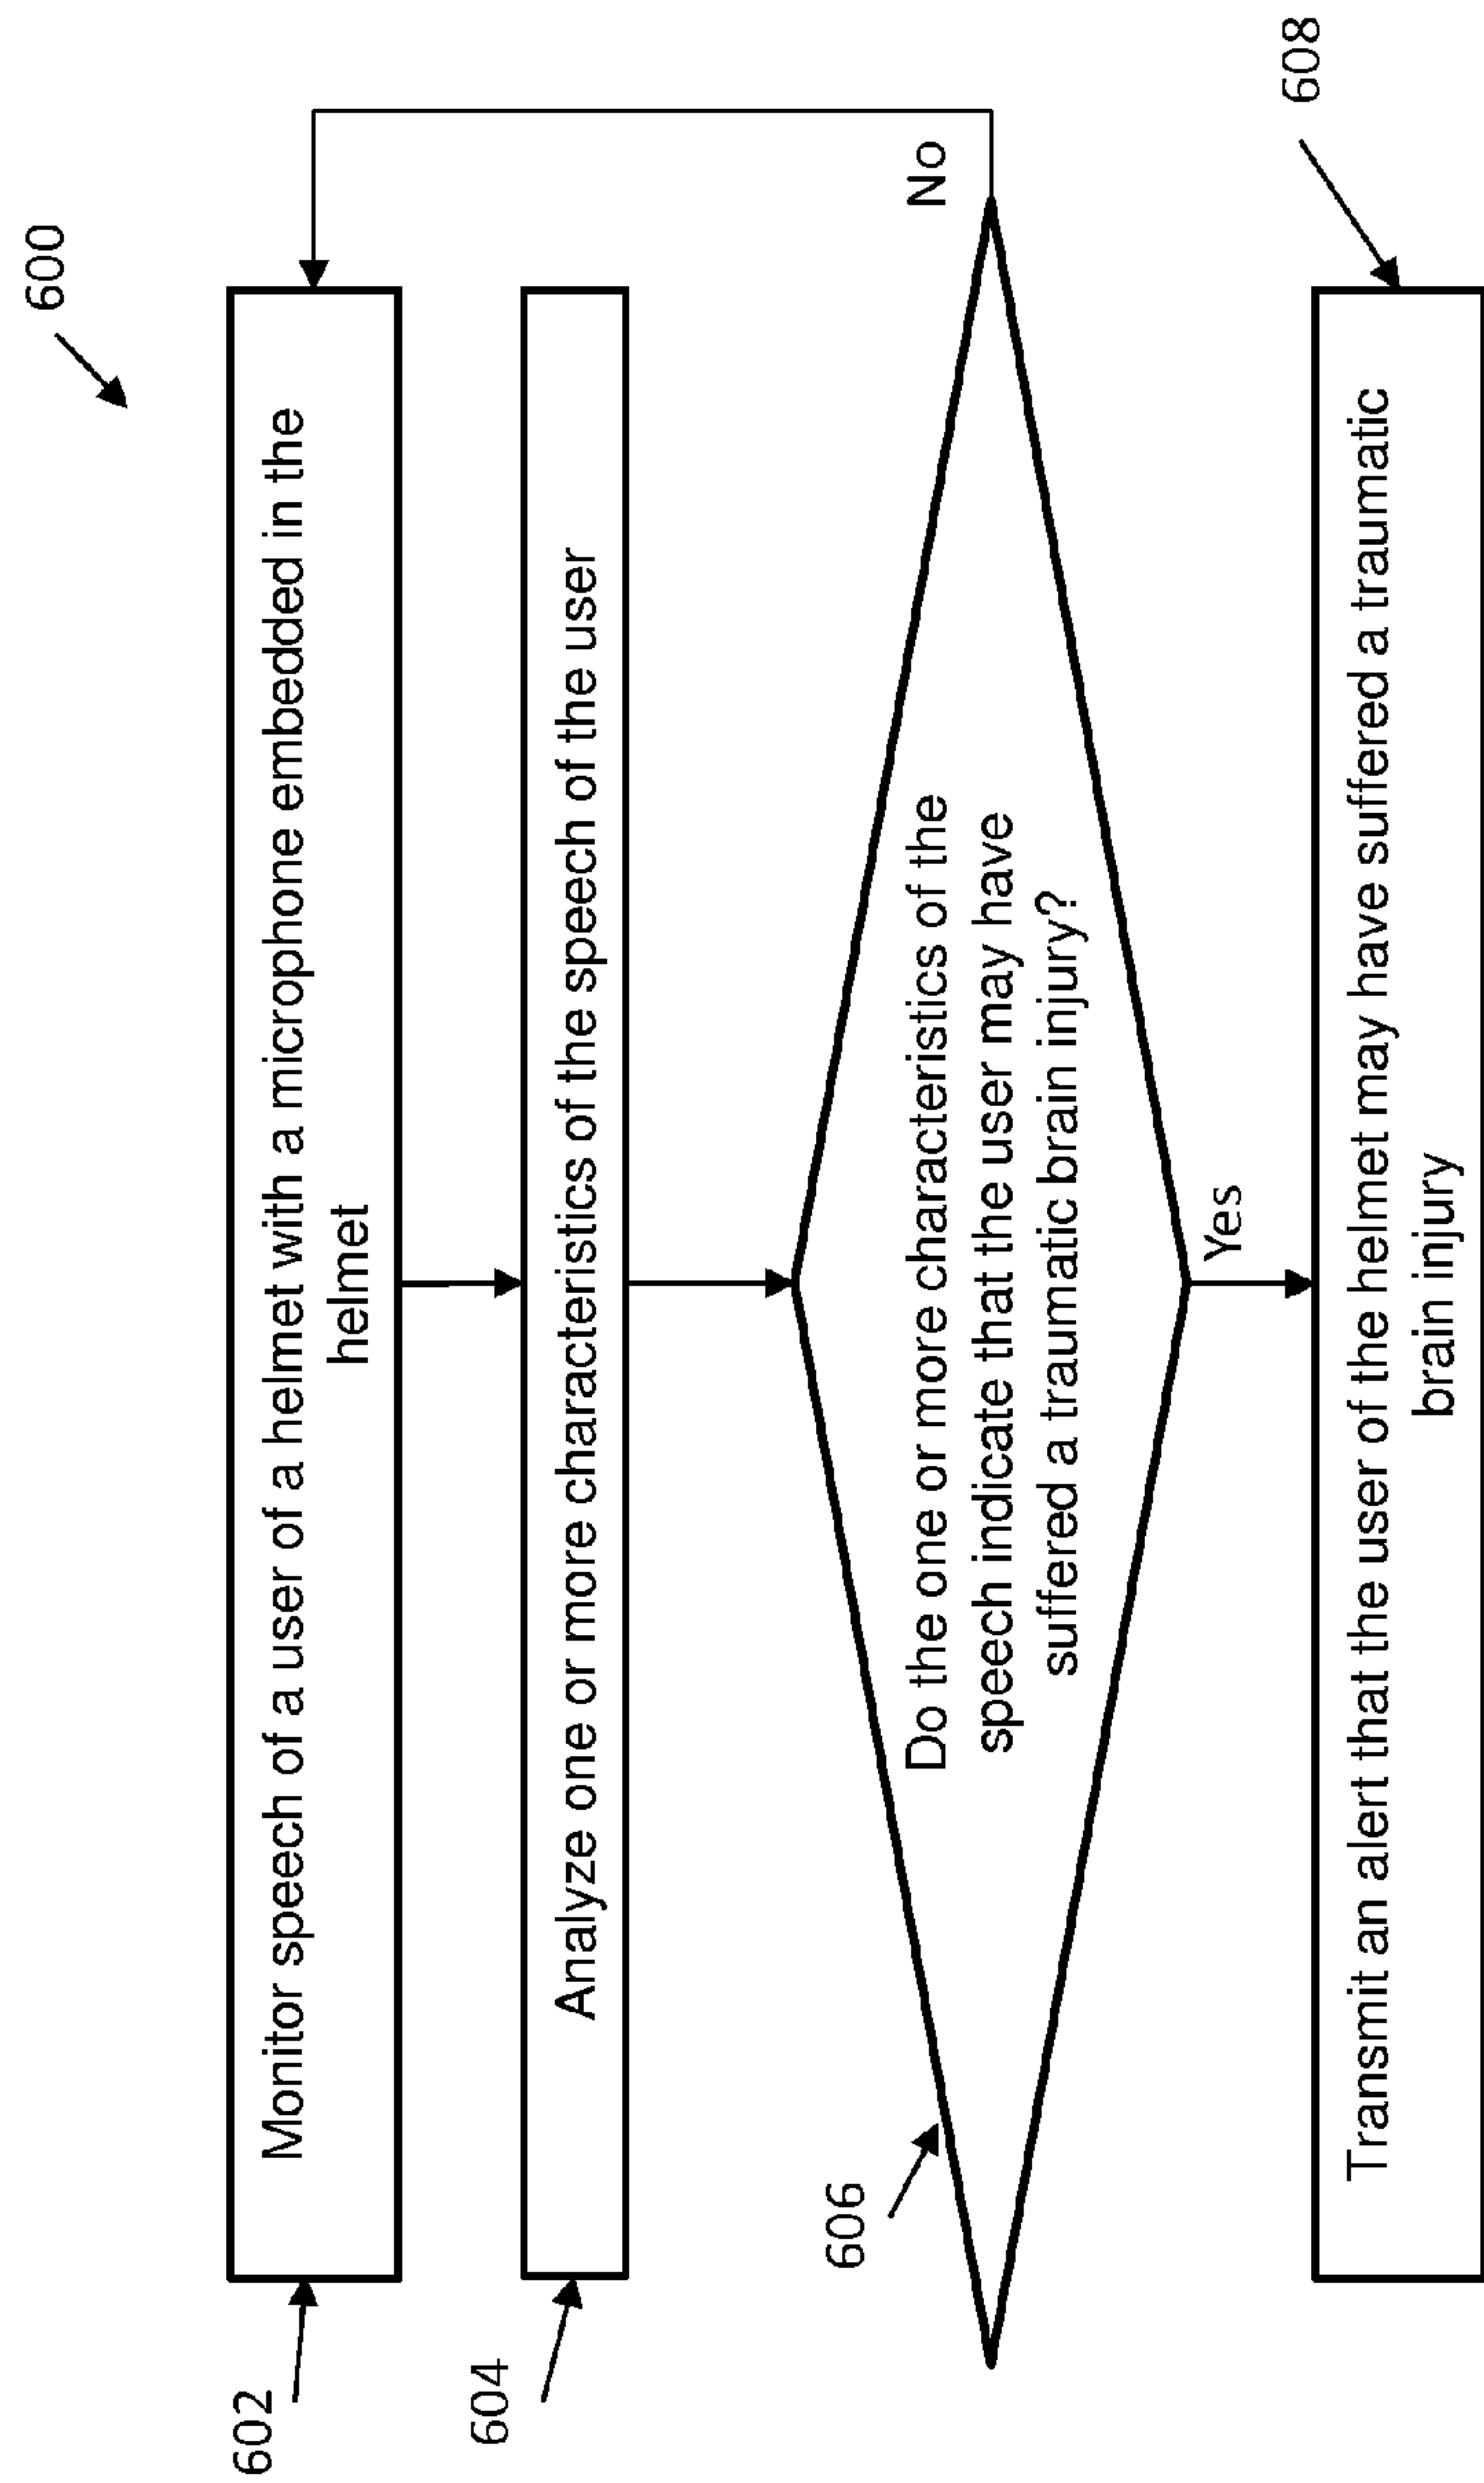 600
602
Monitor speech of a user of a helmet with a microphone embedded in the
helmet
604
Analyze one or more characteristics of the speech of the user
606
Do the one or more characteristics of the
speech indicate that the user may have
suffered a traumatic brain injury?
No
Yes
608
Transmit an alert that the user of the helmet may have suffered a traumatic
brain injury